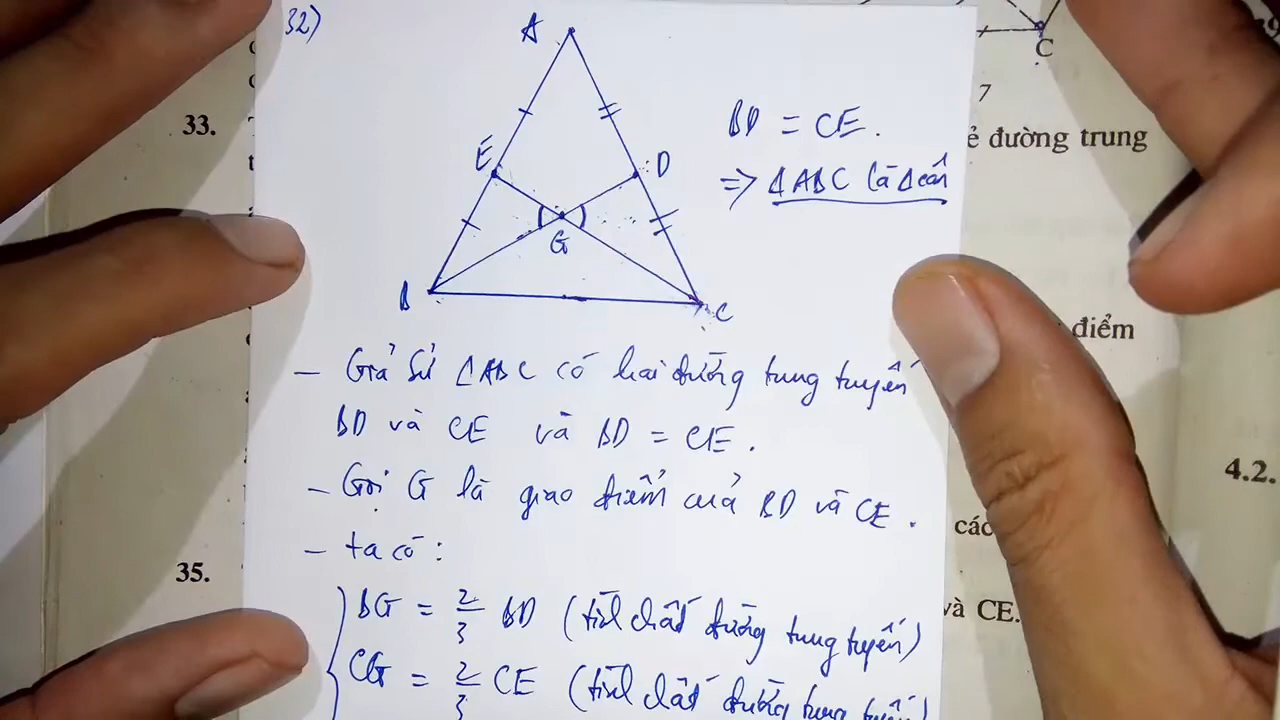 32)
A
C
33.
7
BD = CE.
ẻ đường trung
E
D
=> ΔABC là Δ cân
G
B
C
điểm
- Giả sử ΔABC có hai đường trung tuyến
BD và CE và BD = CE.
4.2.
- Gọi G là giao điểm của BD và CE.
các
- ta có:
35.
BG = 2/3 BD (tính chất đường trung tuyến)
và CE.
CG = 2/3 CE (tính chất đường trung tuyến)